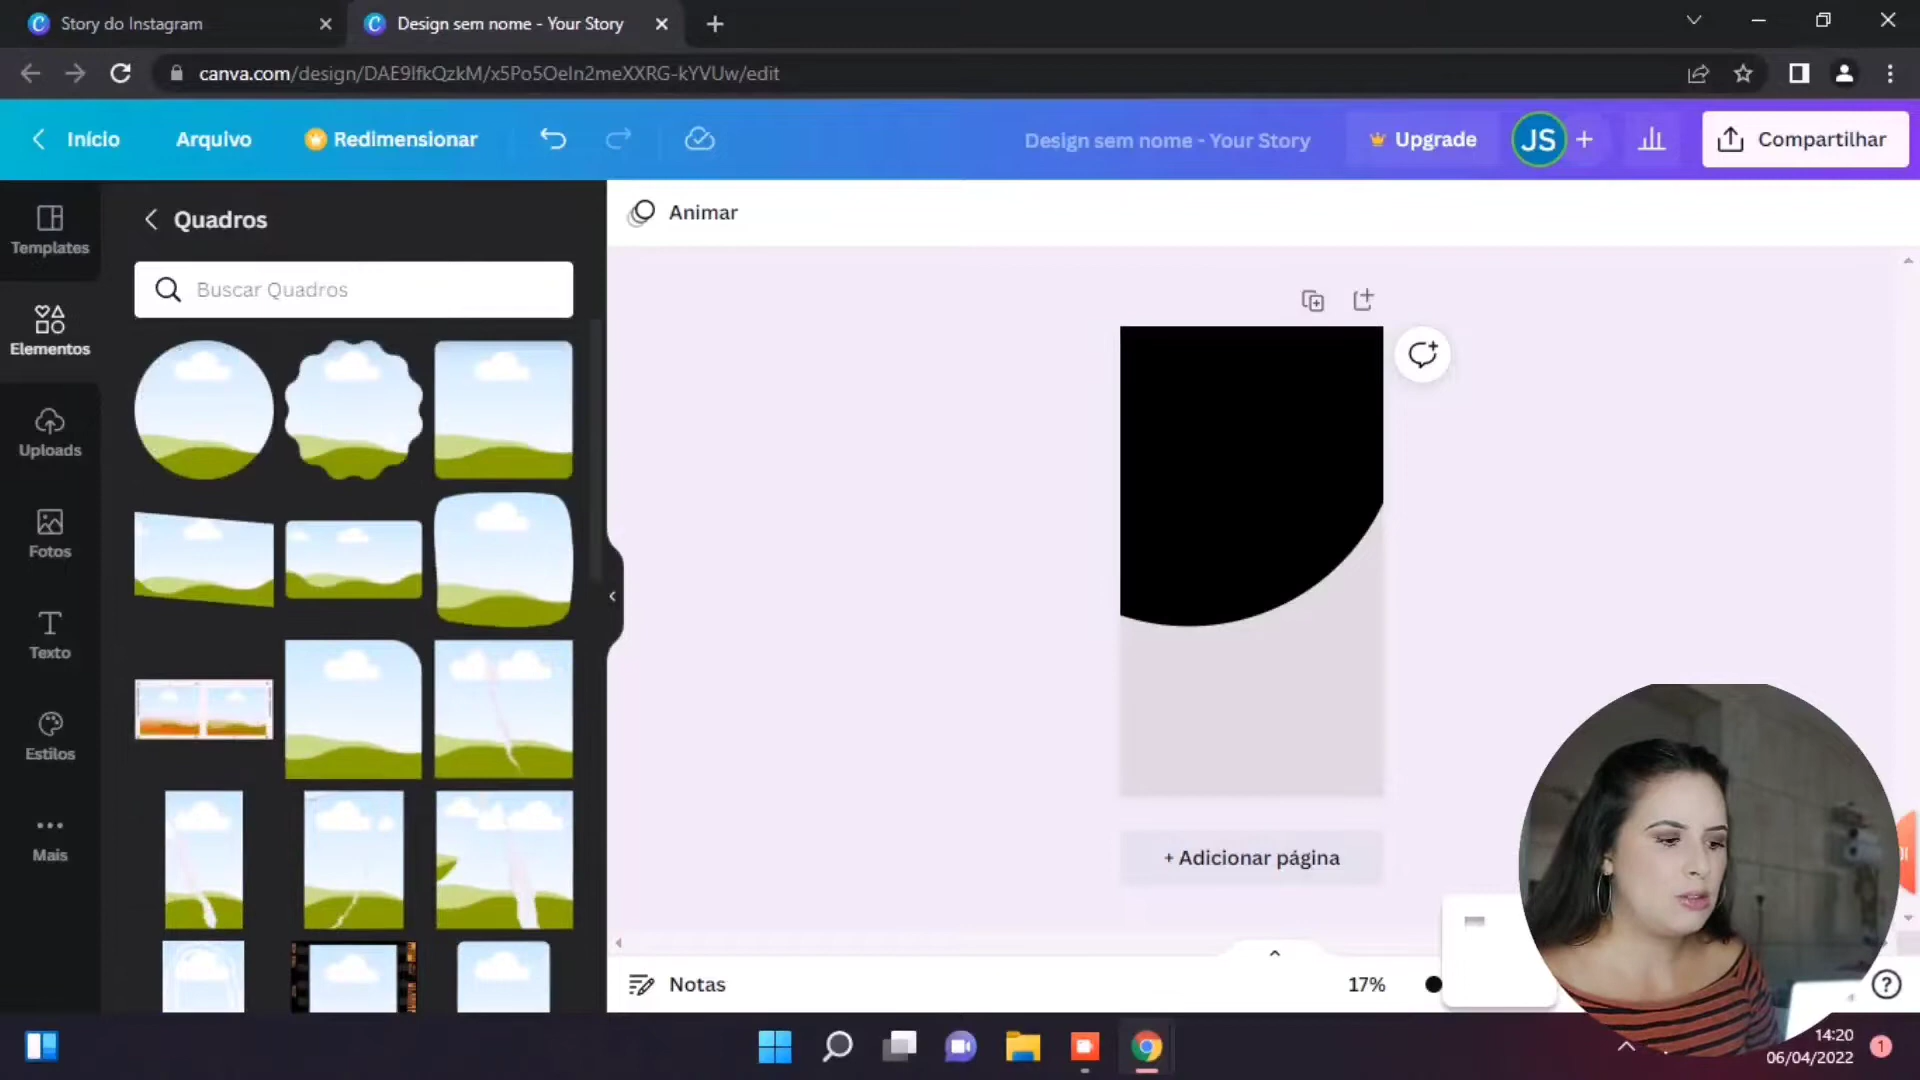 Story do Instagram
Design sem nome - Your Story
canva.com/design/DAE9lfkQzkM/x5Po5OeIn2meXXRG-kYVUw/edit
Início
Arquivo
Redimensionar
Design sem nome - Your Story
Upgrade
JS
Compartilhar
Templates
Elementos
Uploads
Fotos
Texto
Estilos
Mais
Quadros
Buscar Quadros
Animar
+ Adicionar página
Notas
17%
14:20
06/04/2022
1